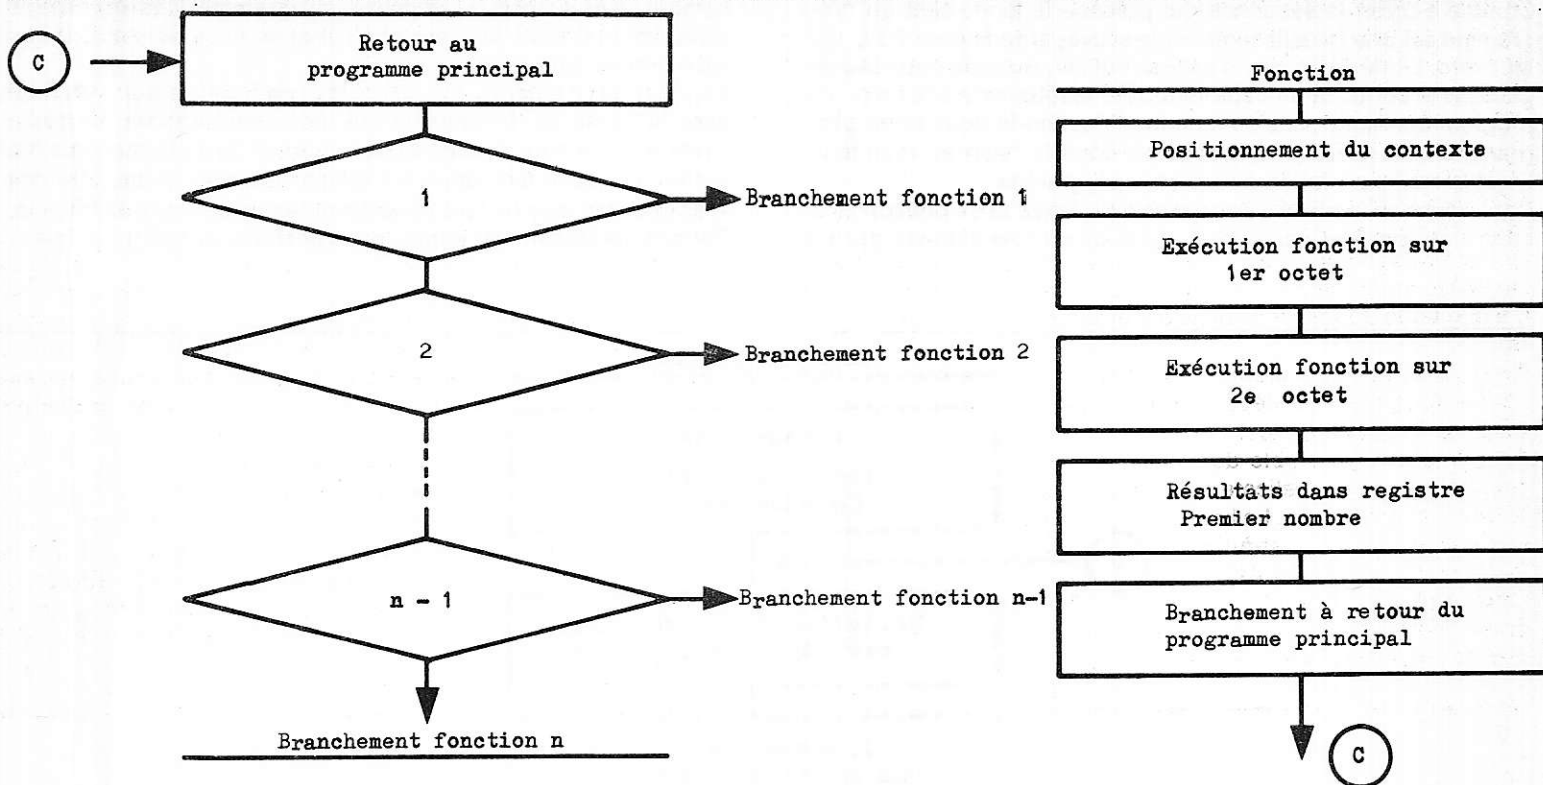 C
Retour au
programme principal
1
Branchement fonction 1
2
Branchement fonction 2
n - 1
Branchement fonction n-1
Branchement fonction n
Fonction
Positionnement du contexte
Exécution fonction sur
1er octet
Exécution fonction sur
2e octet
Résultats dans registre
Premier nombre
Branchement à retour du
programme principal
C